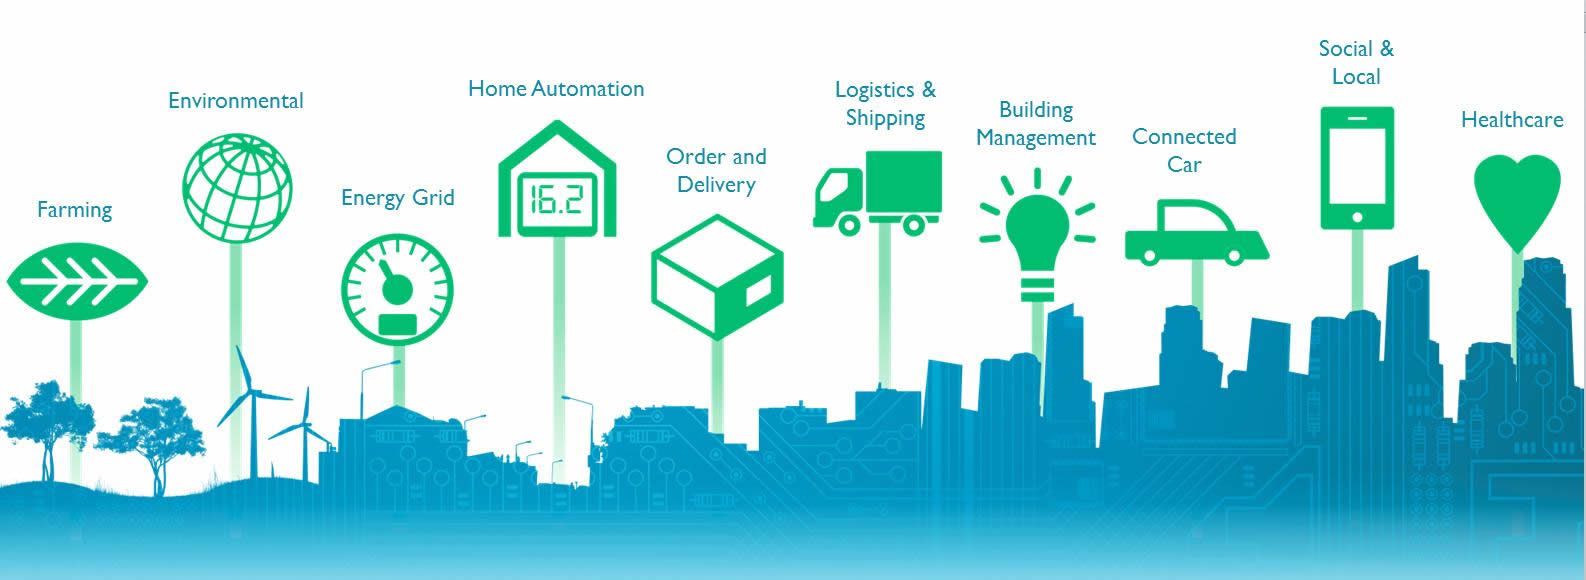 Farming
Environmental
Energy Grid
Home Automation
16.2
Order and
Delivery
Logistics &
Shipping
Building
Management
Connected
Car
Social &
Local
Healthcare